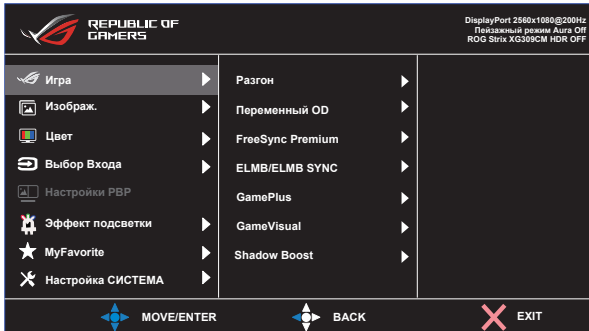 REPUBLIC OF
GAMERS
DisplayPort 2560x1080@200Hz
Пейзажный режим Aura Off
ROG Strix XG309CM HDR OFF
Игра
Изображ.
Цвет
Выбор Входа
Настройки PBP
Эффект подсветки
MyFavorite
Настройка СИСТЕМА
Разгон
Переменный OD
FreeSync Premium
ELMB/ELMB SYNC
GamePlus
GameVisual
Shadow Boost
MOVE/ENTER
BACK
EXIT